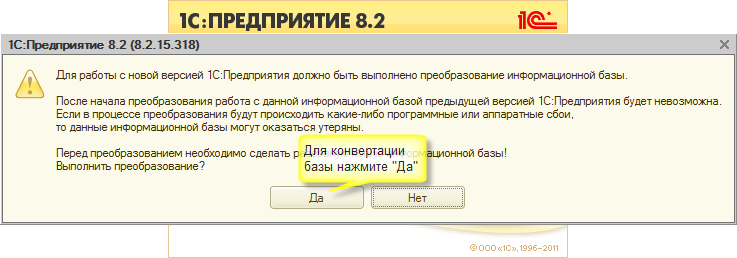 1С:ПРЕДПРИЯТИЕ 8.2
1С
1С:Предприятие 8.2 (8.2.15.318)
Для работы с новой версией 1С:Предприятия должно быть выполнено преобразование информационной базы.
После начала преобразования работа с данной информационной базой предыдущей версией 1С:Предприятия будет невозможна.
Если в процессе преобразования будут происходить какие-либо программные или аппаратные сбои,
то данные информационной базы могут оказаться утеряны.
Перед преобразованием необходимо сделать информационной базы!
Выполнить преобразование?
Для конвертации
базы нажмите "Да"
Да
Нет
© ООО «1С», 1996-2011